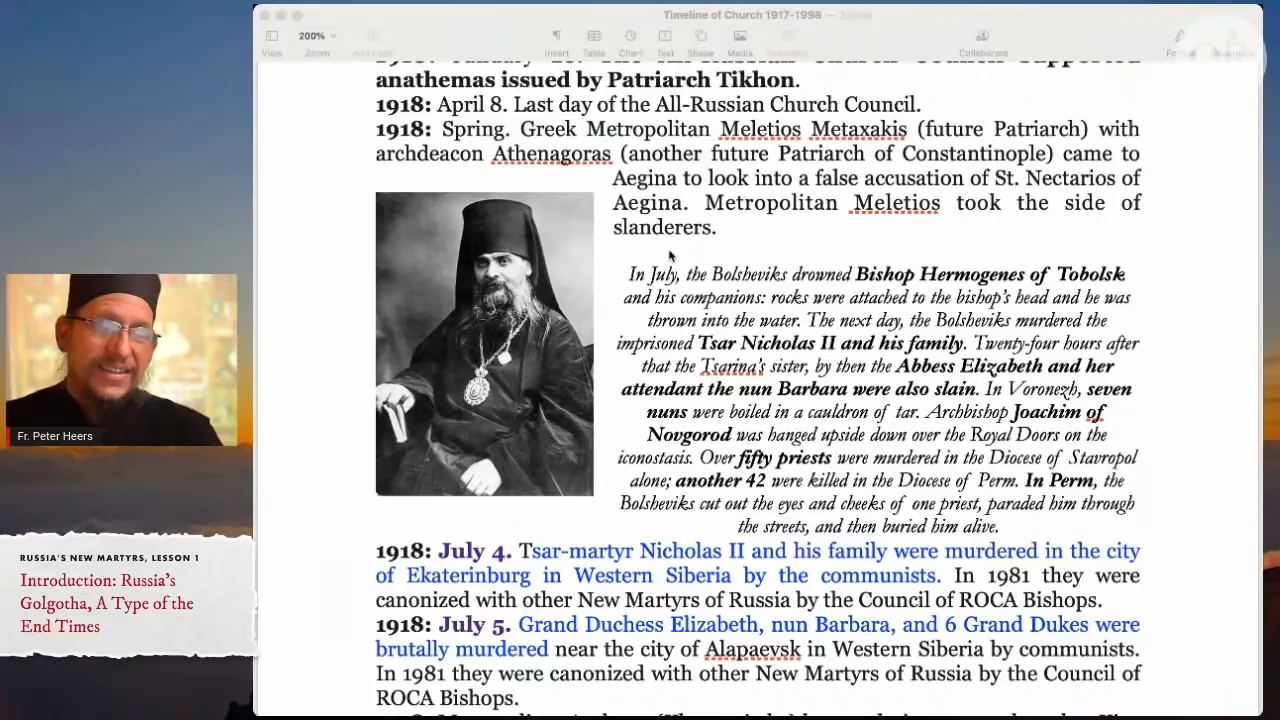 Timeline of Church 1917-1998 — Edited
200%
View
Zoom
Add Page
Insert
Table
Chart
Text
Shape
Media
Comment
Collaborate
Format
anathemas issued by Patriarch Tikhon.
1918: April 8. Last day of the All-Russian Church Council.
1918: Spring. Greek Metropolitan Meletios Metaxakis (future Patriarch) with
archdeacon Athenagoras (another future Patriarch of Constantinople) came to
Aegina to look into a false accusation of St. Nectarios of
Aegina. Metropolitan Meletios took the side of
slanderers.
In July, the Bolsheviks drowned Bishop Hermogenes of Tobolsk
and his companions: rocks were attached to the bishop's head and he was
thrown into the water. The next day, the Bolsheviks murdered the
imprisoned Tsar Nicholas II and his family. Twenty-four hours after
that the Tsarina's sister, by then the Abbess Elizabeth and her
attendant the nun Barbara were also slain. In Voronezh, seven
nuns were boiled in a cauldron of tar. Archbishop Joachim of
Novgorod was hanged upside down over the Royal Doors on the
iconostasis. Over fifty priests were murdered in the Diocese of Stavropol
alone; another 42 were killed in the Diocese of Perm. In Perm, the
Bolsheviks cut out the eyes and cheeks of one priest, paraded him through
the streets, and then buried him alive.
1918: July 4. Tsar-martyr Nicholas II and his family were murdered in the city
of Ekaterinburg in Western Siberia by the communists. In 1981 they were
canonized with other New Martyrs of Russia by the Council of ROCA Bishops.
1918: July 5. Grand Duchess Elizabeth, nun Barbara, and 6 Grand Dukes were
brutally murdered near the city of Alapaevsk in Western Siberia by communists.
In 1981 they were canonized with other New Martyrs of Russia by the Council of
ROCA Bishops.
Fr. Peter Heers
RUSSIA'S NEW MARTYRS, LESSON 1
Introduction: Russia's
Golgotha, A Type of the
End Times